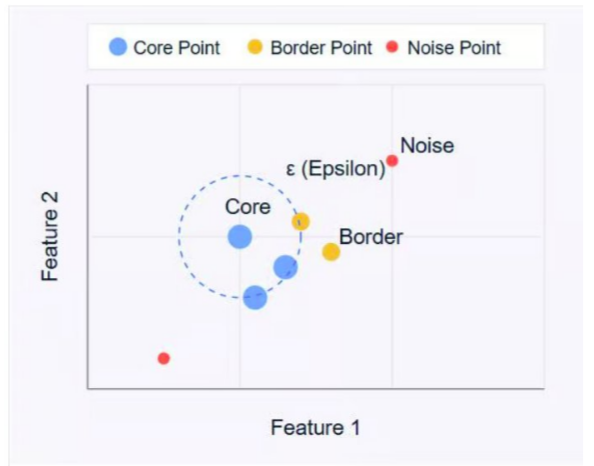 Core Point Border Point Noise Point
Noise
ε (Epsilon)
Core
Border
Feature 2
Feature 1